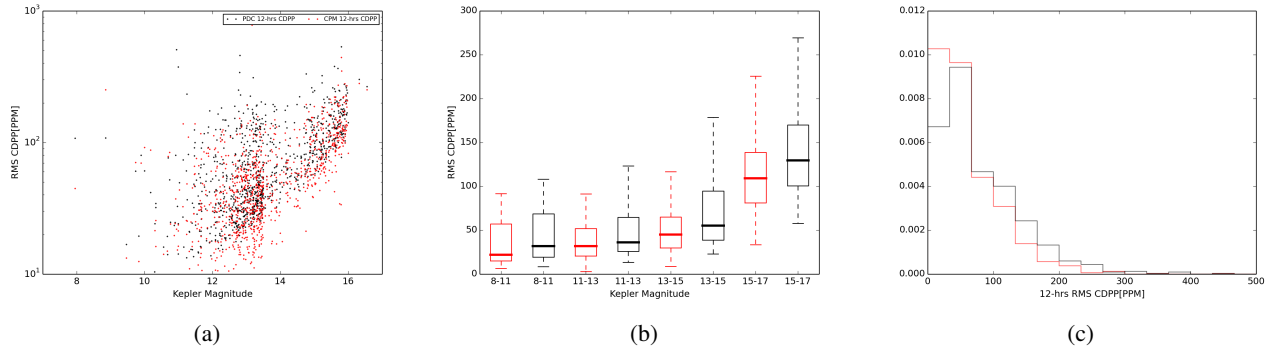 PDC 12-hrs CDPP
CPM 12-hrs CDPP
RMS CDPP[PPM]
10³
10²
10¹
8 10 12 14 16
Kepler Magnitude
(a)
RMS CDPP[PPM]
300
250
200
150
100
50
0
8-11 8-11 11-13 11-13 13-15 13-15 15-17 15-17
Kepler Magnitude
(b)
0.012
0.010
0.008
0.006
0.004
0.002
0.000
0 100 200 300 400 500
12-hrs RMS CDPP[PPM]
(c)